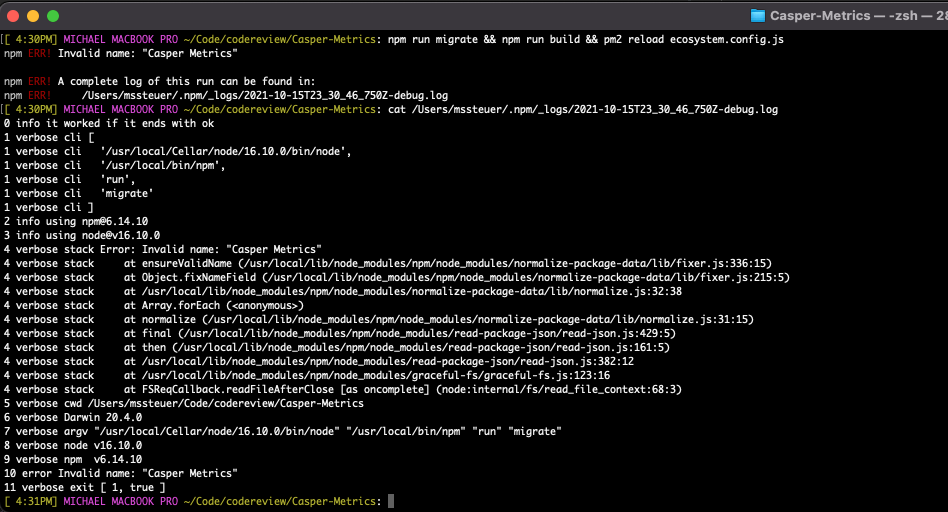 Casper-Metrics — -zsh — 28
[[ 4:30PM] MICHAEL MACBOOK PRO ~/Code/codereview/Casper-Metrics: npm run migrate && npm run build && pm2 reload ecosystem.config.js
npm ERR! Invalid name: "Casper Metrics"
npm ERR! A complete log of this run can be found in:
npm ERR!     /Users/mssteuer/.npm/_logs/2021-10-15T23_30_46_750Z-debug.log
[[ 4:30PM] MICHAEL MACBOOK PRO ~/Code/codereview/Casper-Metrics: cat /Users/mssteuer/.npm/_logs/2021-10-15T23_30_46_750Z-debug.log
0 info it worked if it ends with ok
1 verbose cli [
1 verbose cli   '/usr/local/Cellar/node/16.10.0/bin/node',
1 verbose cli   '/usr/local/bin/npm',
1 verbose cli   'run',
1 verbose cli   'migrate'
1 verbose cli ]
2 info using npm@6.14.10
3 info using node@v16.10.0
4 verbose stack Error: Invalid name: "Casper Metrics"
4 verbose stack     at ensureValidName (/usr/local/lib/node_modules/npm/node_modules/normalize-package-data/lib/fixer.js:336:15)
4 verbose stack     at Object.fixNameField (/usr/local/lib/node_modules/npm/node_modules/normalize-package-data/lib/fixer.js:215:5)
4 verbose stack     at /usr/local/lib/node_modules/npm/node_modules/normalize-package-data/lib/normalize.js:32:38
4 verbose stack     at Array.forEach (<anonymous>)
4 verbose stack     at normalize (/usr/local/lib/node_modules/npm/node_modules/normalize-package-data/lib/normalize.js:31:15)
4 verbose stack     at final (/usr/local/lib/node_modules/npm/node_modules/read-package-json/read-json.js:429:5)
4 verbose stack     at then (/usr/local/lib/node_modules/npm/node_modules/read-package-json/read-json.js:161:5)
4 verbose stack     at /usr/local/lib/node_modules/npm/node_modules/read-package-json/read-json.js:382:12
4 verbose stack     at /usr/local/lib/node_modules/npm/node_modules/graceful-fs/graceful-fs.js:123:16
4 verbose stack     at FSReqCallback.readFileAfterClose [as oncomplete] (node:internal/fs/read_file_context:68:3)
5 verbose cwd /Users/mssteuer/Code/codereview/Casper-Metrics
6 verbose Darwin 20.4.0
7 verbose argv "/usr/local/Cellar/node/16.10.0/bin/node" "/usr/local/bin/npm" "run" "migrate"
8 verbose node v16.10.0
9 verbose npm  v6.14.10
10 error Invalid name: "Casper Metrics"
11 verbose exit [ 1, true ]
[ 4:31PM] MICHAEL MACBOOK PRO ~/Code/codereview/Casper-Metrics: